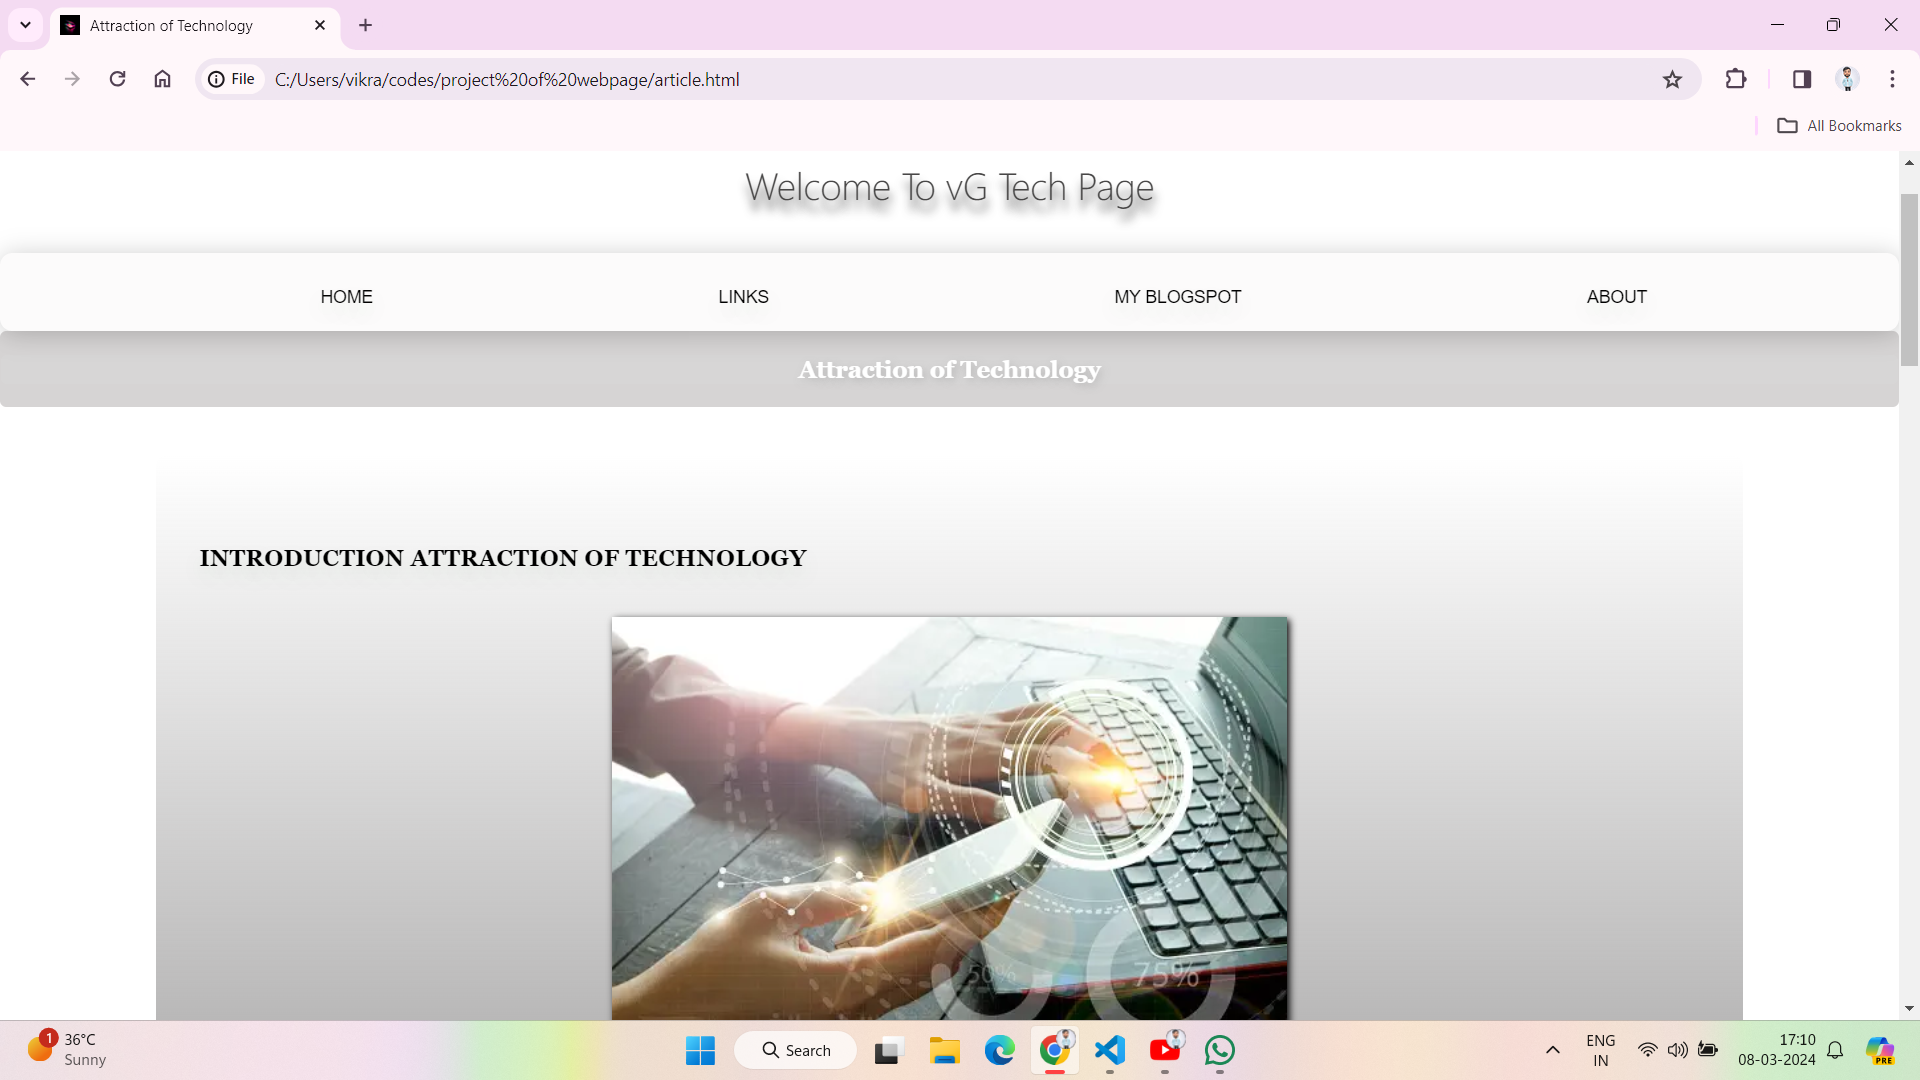 Attraction of Technology
File
C:/Users/vikra/codes/project%20of%20webpage/article.html
All Bookmarks
Welcome To vG Tech Page
HOME LINKS MY BLOGSPOT ABOUT
Attraction of Technology
INTRODUCTION ATTRACTION OF TECHNOLOGY
50% 75%
1
36°C
Sunny
Search
ENG
IN
17:10
08-03-2024
PRE